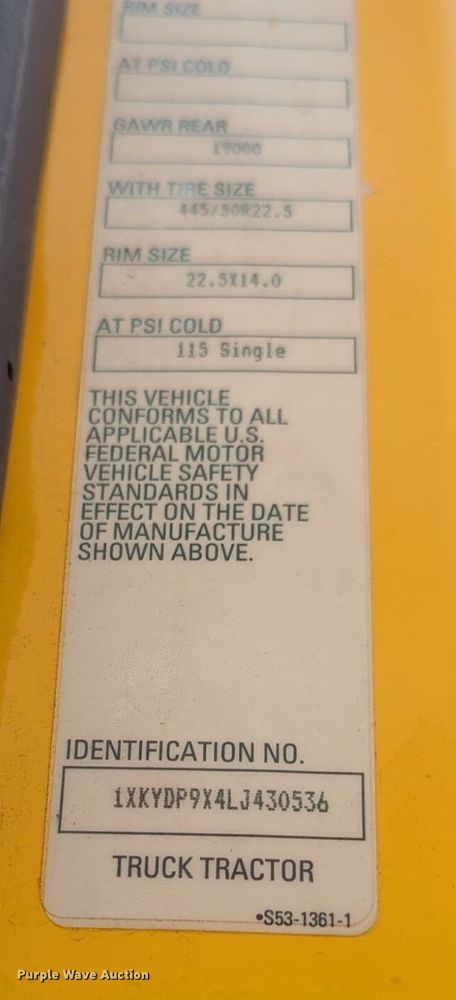 RIM SIZE
AT PSI COLD
GAWR REAR
19000
WITH TIRE SIZE
445/50R22.5
RIM SIZE
22.5X14.0
AT PSI COLD
115 Single
THIS VEHICLE
CONFORMS TO ALL
APPLICABLE U.S.
FEDERAL MOTOR
VEHICLE SAFETY
STANDARDS IN
EFFECT ON THE DATE
OF MANUFACTURE
SHOWN ABOVE.
IDENTIFICATION NO.
1XKYDP9X4LJ430536
TRUCK TRACTOR
•S53-1361-1
Purple Wave Auction